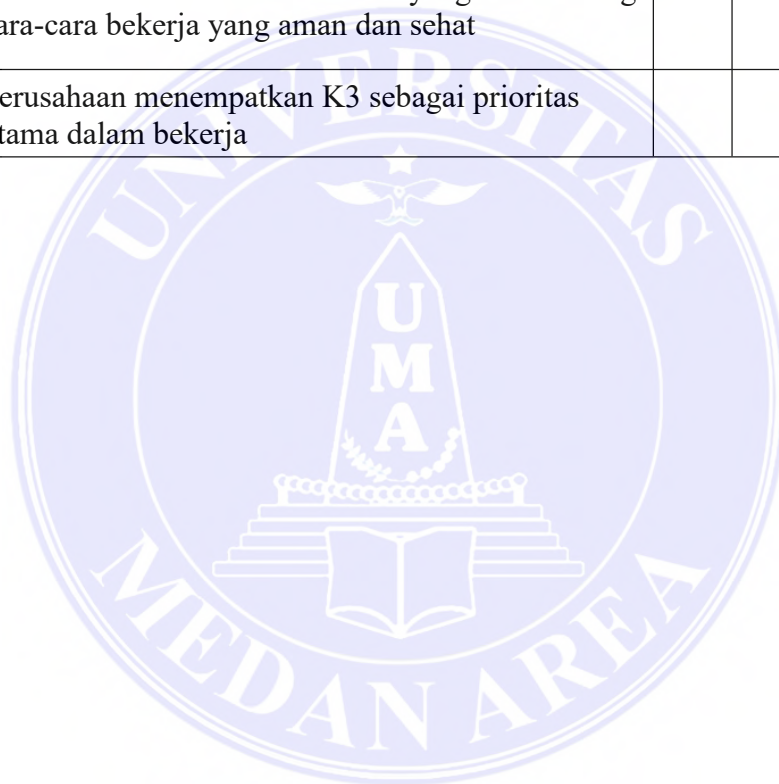 ara-cara bekerja yang aman dan sehat
erusahaan menempatkan K3 sebagai prioritas
tama dalam bekerja
UNIVERSITAS
U
M
A
MEDAN AREA